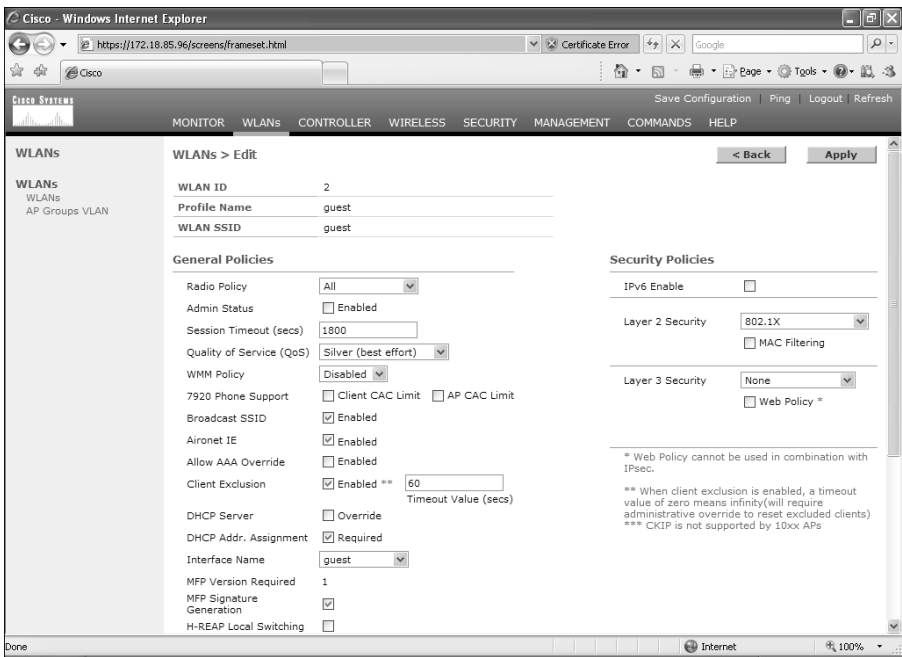 Cisco - Windows Internet Explorer
https://172.18.85.96/screens/frameset.html
Certificate Error
Google
Cisco
Page
Tools
CISCO SYSTEMS
Save Configuration | Ping | Logout | Refresh
MONITOR WLANs CONTROLLER WIRELESS SECURITY MANAGEMENT COMMANDS HELP
WLANs
WLANs
WLANs
AP Groups VLAN
WLANs > Edit
< Back
Apply
WLAN ID 2
Profile Name guest
WLAN SSID guest
General Policies
Radio Policy All
Admin Status Enabled
Session Timeout (secs) 1800
Quality of Service (QoS) Silver (best effort)
WMM Policy Disabled
7920 Phone Support Client CAC Limit AP CAC Limit
Broadcast SSID Enabled
Aironet IE Enabled
Allow AAA Override Enabled
Client Exclusion Enabled ** 60
Timeout Value (secs)
DHCP Server Override
DHCP Addr. Assignment Required
Interface Name guest
MFP Version Required 1
MFP Signature
Generation
H-REAP Local Switching
Security Policies
IPv6 Enable
Layer 2 Security 802.1X
MAC Filtering
Layer 3 Security None
Web Policy *
* Web Policy cannot be used in combination with
IPsec.
** When client exclusion is enabled, a timeout
value of zero means infinity(will require
administrative override to reset excluded clients)
*** CKIP is not supported by 10xx APs
Done
Internet
100%